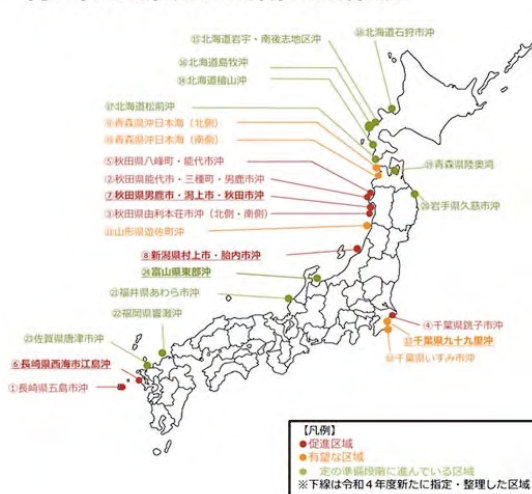 ⑮北海道岩宇・南後志地区沖
⑭北海道石狩市沖
⑯北海道島牧沖
⑱北海道檜山沖
⑰北海道松前沖
⑨青森県沖日本海（北側）
⑩青森県沖日本海（南側）
⑲青森県陸奥湾
⑤秋田県八峰町・能代市沖
②秋田県能代市・三種町・男鹿市沖
⑦秋田県男鹿市・潟上市・秋田市沖
⑳岩手県久慈市沖
③秋田県由利本荘市沖（北側・南側）
⑪山形県遊佐町沖
⑧新潟県村上市・胎内市沖
㉔富山県東部沖
㉑福井県あわら市沖
㉒福岡県響灘沖
④千葉県銚子市沖
㉓佐賀県唐津市沖
⑫千葉県九十九里沖
⑥長崎県西海市江島沖
千葉県いすみ市沖
①長崎県五島市沖
【凡例】
促進区域
有望な区域
定の準備段階に進んでいる区域
※下線は令和４年度新たに指定・整理した区域